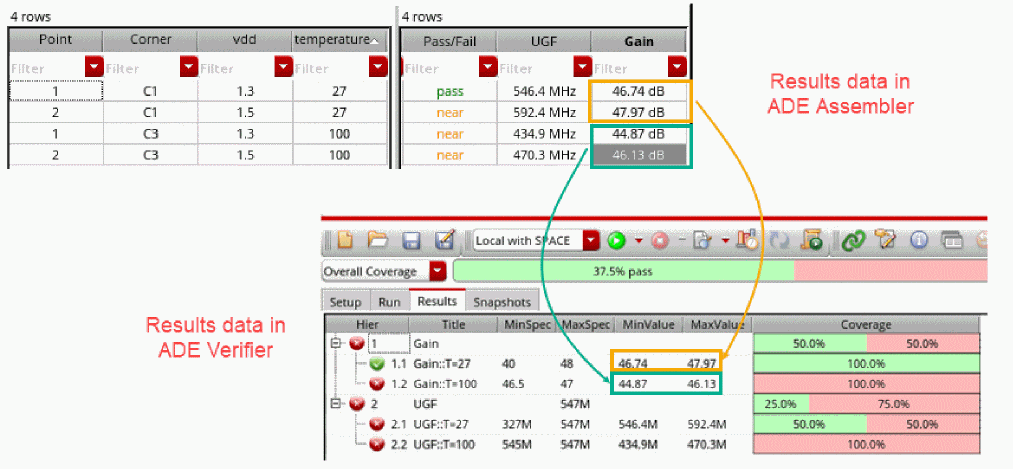 4 rows
Point Corner vdd temperature
Filter Filter Filter Filter
1 C1 1.3 27
2 C1 1.5 27
1 C3 1.3 100
2 C3 1.5 100
4 rows
Pass/Fail UGF Gain
Filter Filter Filter
pass 546.4 MHz 46.74 dB
near 592.4 MHz 47.97 dB
near 434.9 MHz 44.87 dB
near 470.3 MHz 46.13 dB
Results data in
ADE Assembler
Local with SPACE
Overall Coverage 37.5% pass
Setup Run Results Snapshots
Results data in
ADE Verifier
Hier Title MinSpec MaxSpec MinValue MaxValue Coverage
1 Gain 50.0% 50.0%
1.1 Gain::T=27 40 48 46.74 47.97 100.0%
1.2 Gain::T=100 46.5 47 44.87 46.13 100.0%
2 UGF 547M 25.0% 75.0%
2.1 UGF::T=27 327M 547M 546.4M 592.4M 50.0% 50.0%
2.2 UGF::T=100 545M 547M 434.9M 470.3M 100.0%